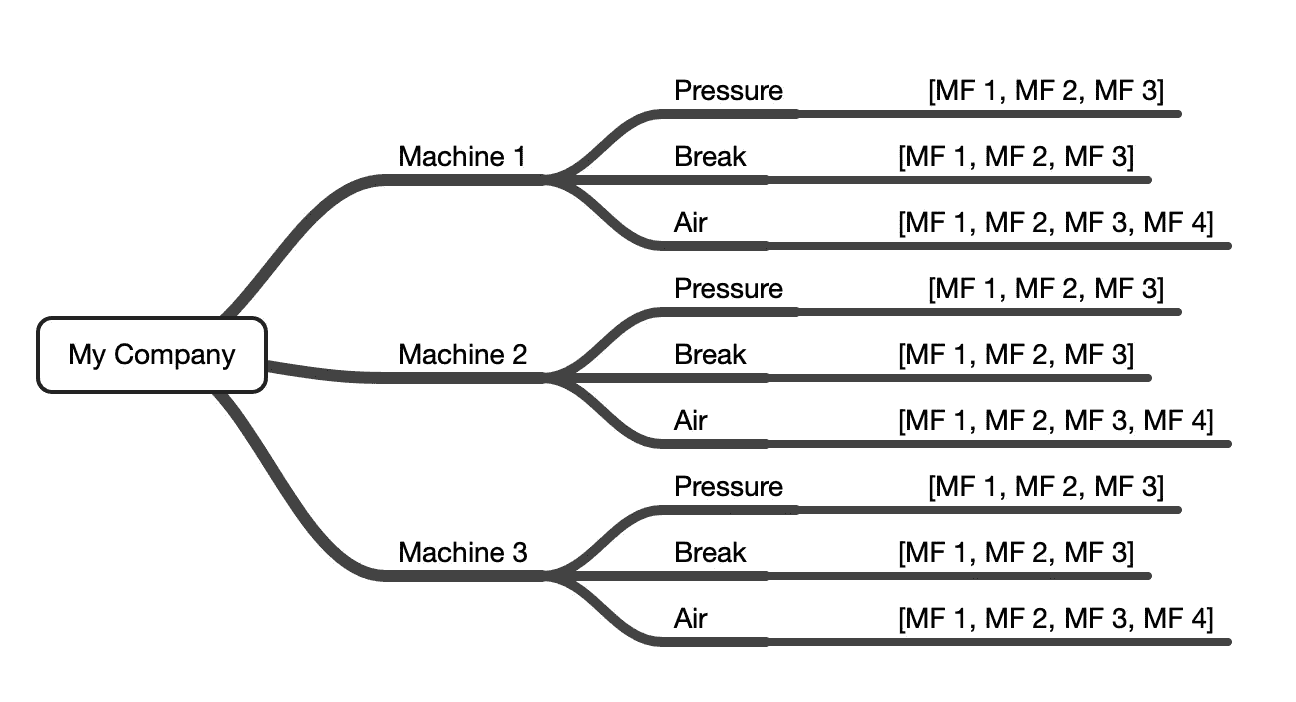 My Company
Machine 1
Pressure [MF 1, MF 2, MF 3]
Break [MF 1, MF 2, MF 3]
Air [MF 1, MF 2, MF 3, MF 4]
Machine 2
Pressure [MF 1, MF 2, MF 3]
Break [MF 1, MF 2, MF 3]
Air [MF 1, MF 2, MF 3, MF 4]
Machine 3
Pressure [MF 1, MF 2, MF 3]
Break [MF 1, MF 2, MF 3]
Air [MF 1, MF 2, MF 3, MF 4]